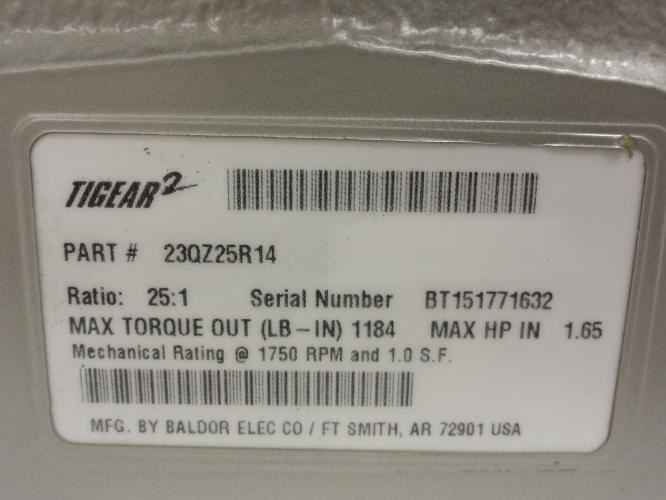 TIGEAR2
PART # 23QZ25R14
Ratio: 25:1 Serial Number BT151771632
MAX TORQUE OUT (LB-IN) 1184 MAX HP IN 1.65
Mechanical Rating @ 1750 RPM and 1.0 S.F.
MFG. BY BALDOR ELEC CO / FT SMITH, AR 72901 USA